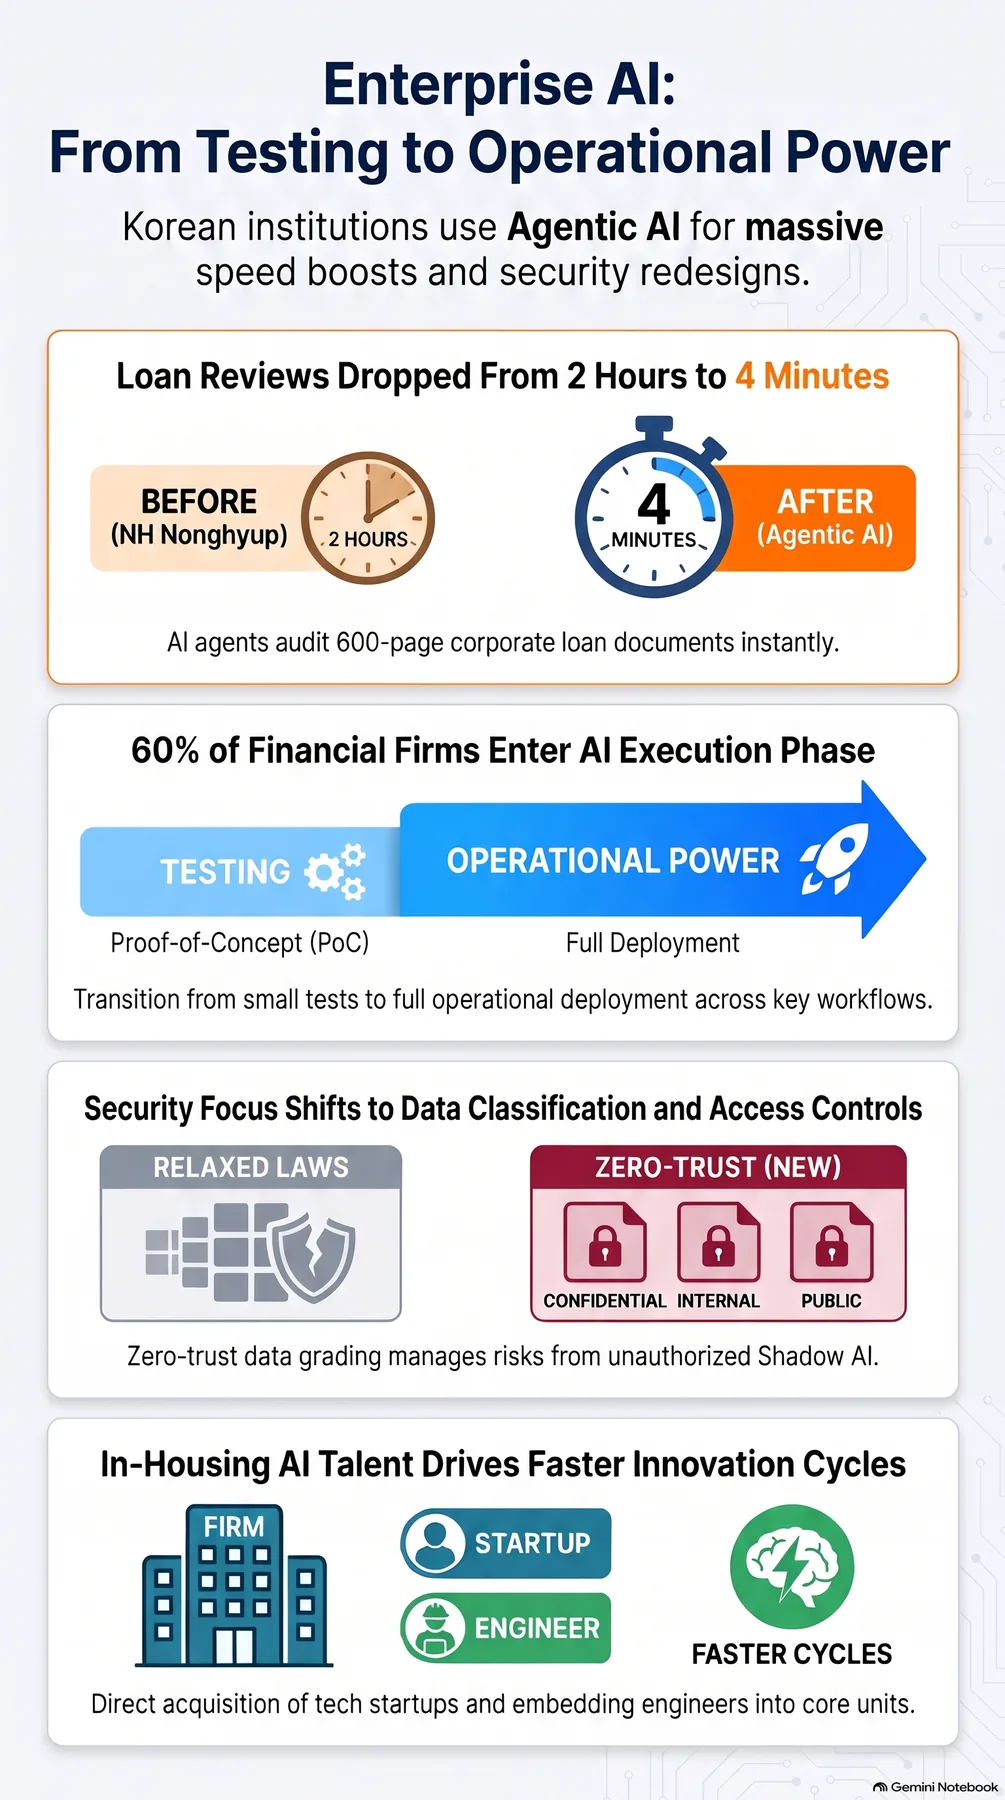 Enterprise AI:
From Testing to Operational Power
Korean institutions use Agentic AI for massive
speed boosts and security redesigns.
Loan Reviews Dropped From 2 Hours to 4 Minutes
BEFORE
(NH Nonghyup)
2 HOURS
4
MINUTES
AFTER
(Agentic AI)
AI agents audit 600-page corporate loan documents instantly.
60% of Financial Firms Enter AI Execution Phase
TESTING
OPERATIONAL POWER
Proof-of-Concept (PoC)
Full Deployment
Transition from small tests to full operational deployment across key workflows.
Security Focus Shifts to Data Classification and Access Controls
RELAXED LAWS
ZERO-TRUST (NEW)
CONFIDENTIAL
INTERNAL
PUBLIC
Zero-trust data grading manages risks from unauthorized Shadow AI.
In-Housing AI Talent Drives Faster Innovation Cycles
FIRM
STARTUP
ENGINEER
FASTER CYCLES
Direct acquisition of tech startups and embedding engineers into core units.
Gemini Notebook